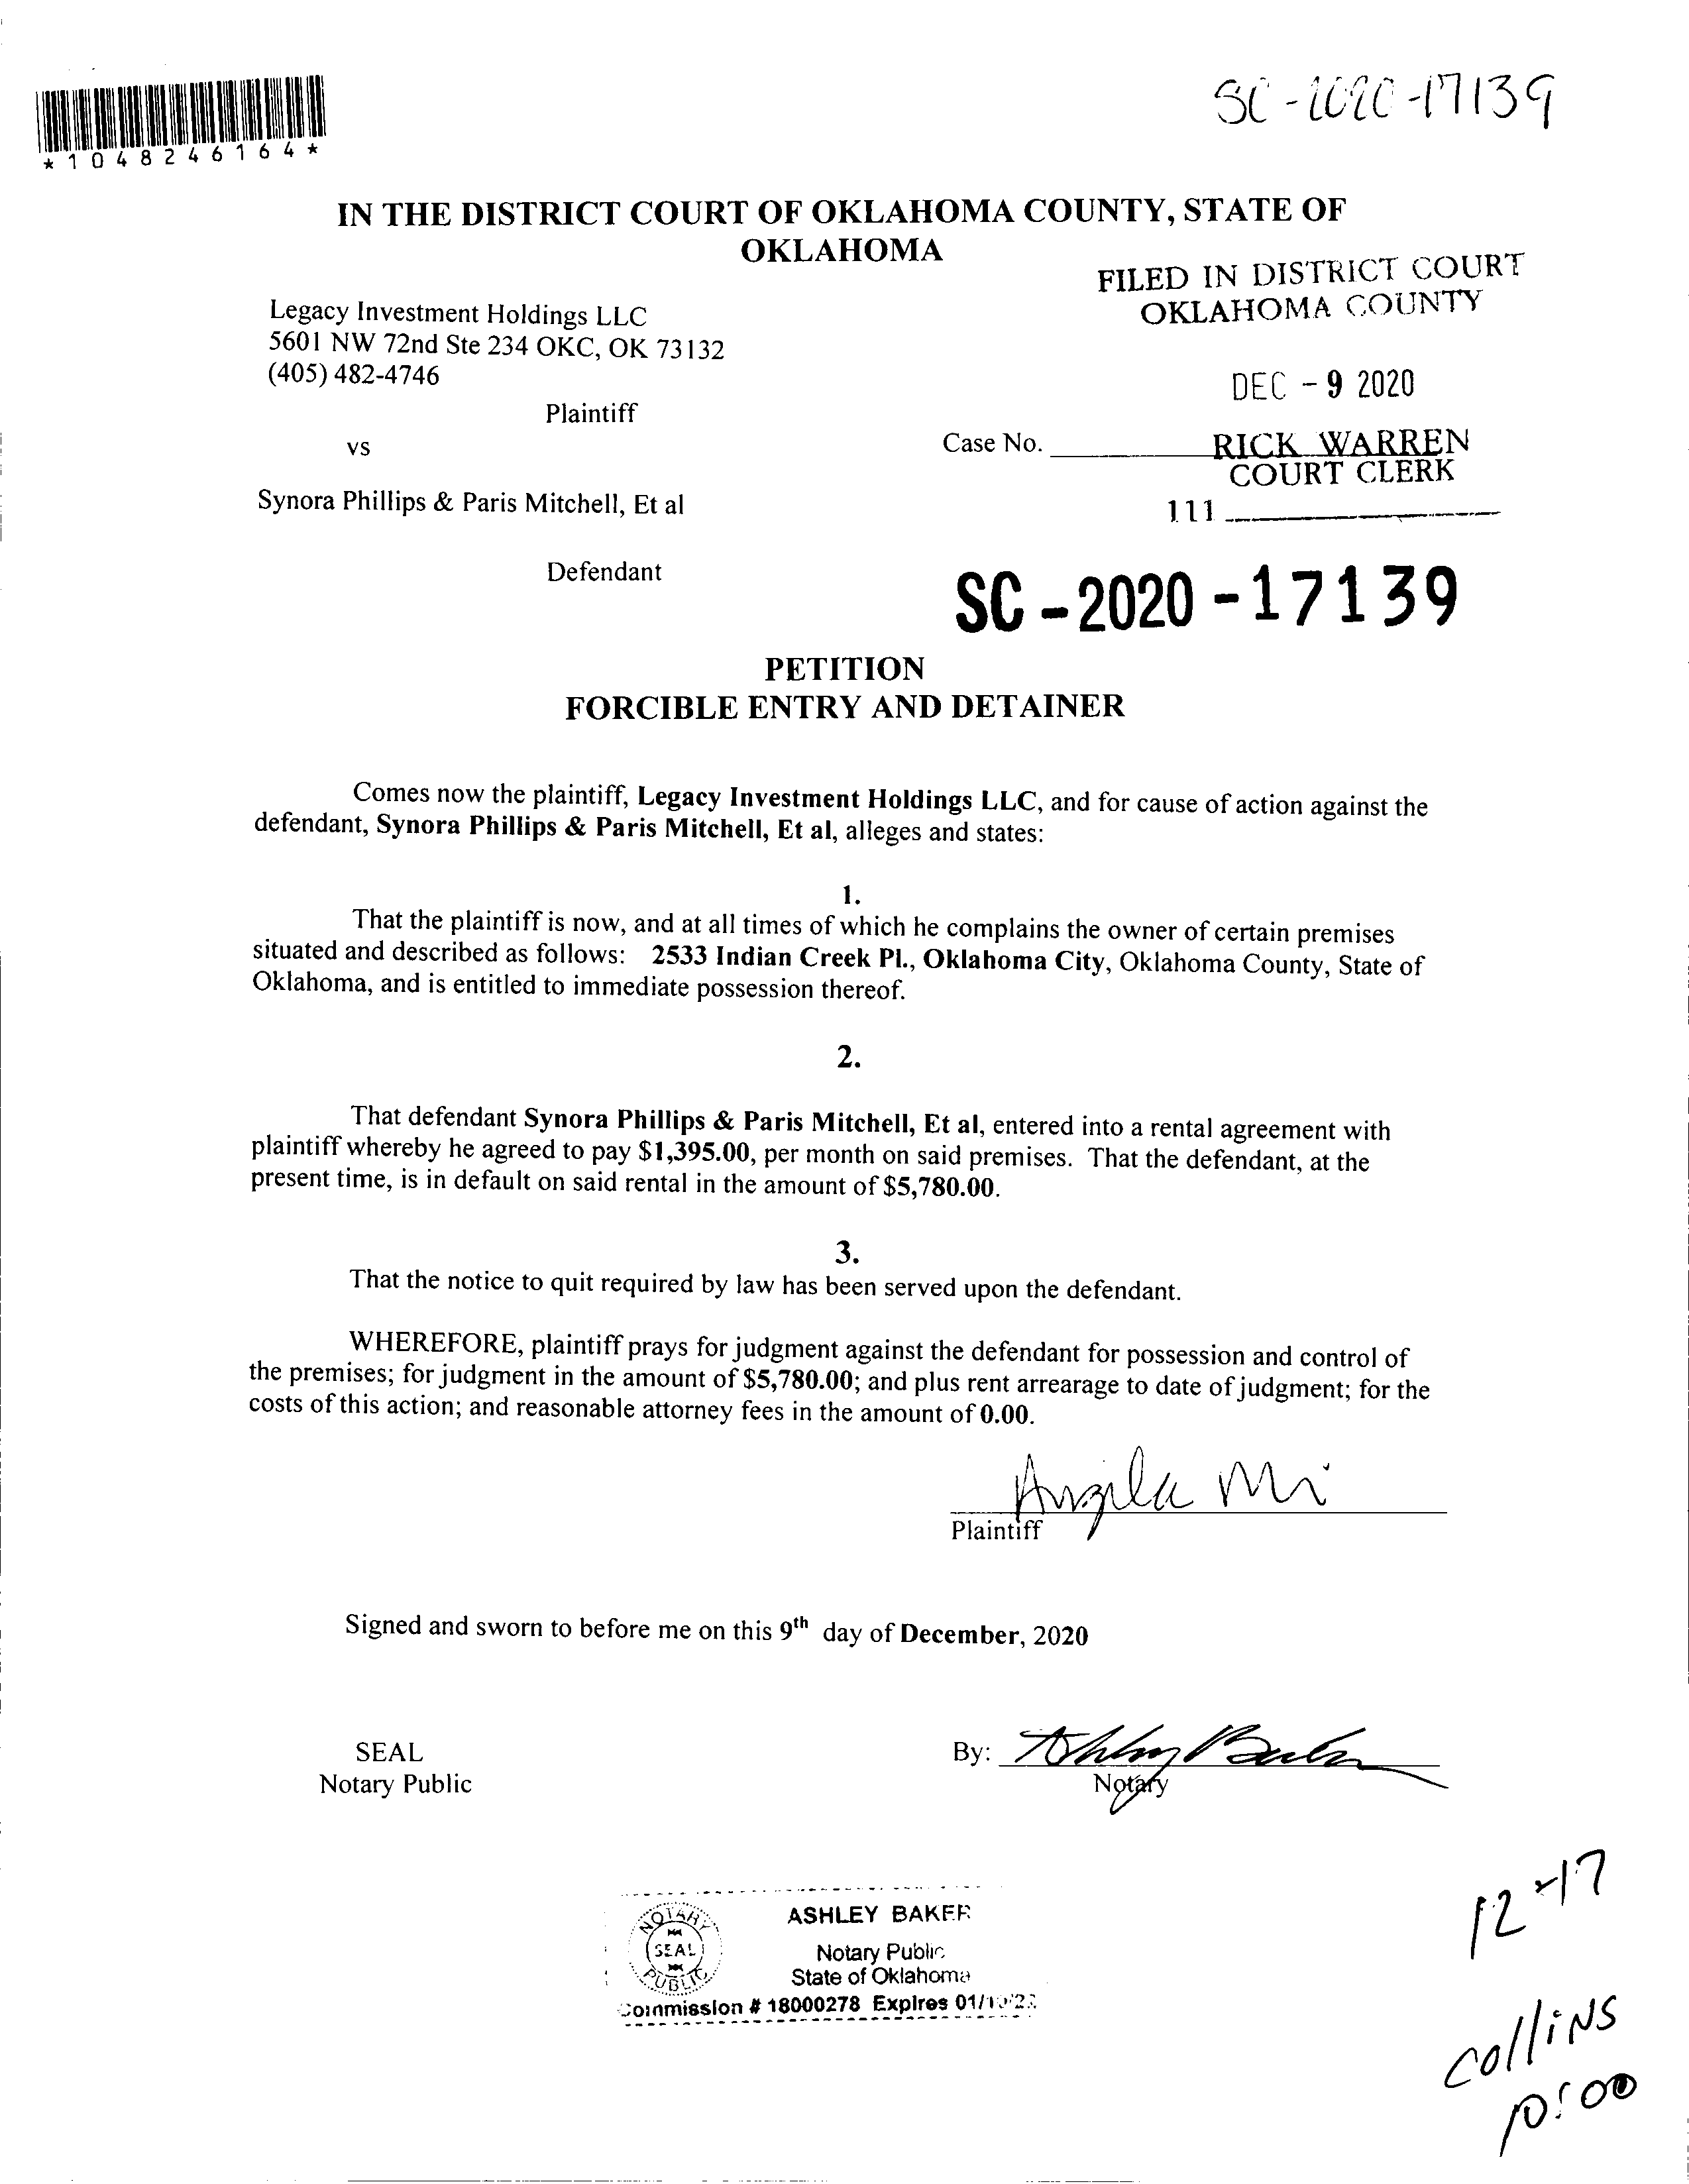 SC-2020-17139
*1048246164*
IN THE DISTRICT COURT OF OKLAHOMA COUNTY, STATE OF
OKLAHOMA
FILED IN DISTRICT COURT
OKLAHOMA COUNTY
Legacy Investment Holdings LLC
5601 NW 72nd Ste 234 OKC, OK 73132
(405) 482-4746
DEC - 9 2020
Plaintiff
vs
Case No.
RICK WARREN
COURT CLERK
Synora Phillips & Paris Mitchell, Et al
111
Defendant
SC - 2020 - 17139
PETITION
FORCIBLE ENTRY AND DETAINER
Comes now the plaintiff, Legacy Investment Holdings LLC, and for cause of action against the
defendant, Synora Phillips & Paris Mitchell, Et al, alleges and states:
1.
That the plaintiff is now, and at all times of which he complains the owner of certain premises
situated and described as follows: 2533 Indian Creek Pl., Oklahoma City, Oklahoma County, State of
Oklahoma, and is entitled to immediate possession thereof.
2.
That defendant Synora Phillips & Paris Mitchell, Et al, entered into a rental agreement with
plaintiff whereby he agreed to pay $1,395.00, per month on said premises. That the defendant, at the
present time, is in default on said rental in the amount of $5,780.00.
3.
That the notice to quit required by law has been served upon the defendant.
WHEREFORE, plaintiff prays for judgment against the defendant for possession and control of
the premises; for judgment in the amount of $5,780.00; and plus rent arrearage to date of judgment; for the
costs of this action; and reasonable attorney fees in the amount of 0.00.
Plaintiff
Signed and sworn to before me on this 9th day of December, 2020
SEAL
Notary Public
By: Ashley Baker
Notary
12-17
NOTARY
SEAL
PUBLIC
ASHLEY BAKER
Notary Public
State of Oklahoma
Commission # 18000278 Expires
collins